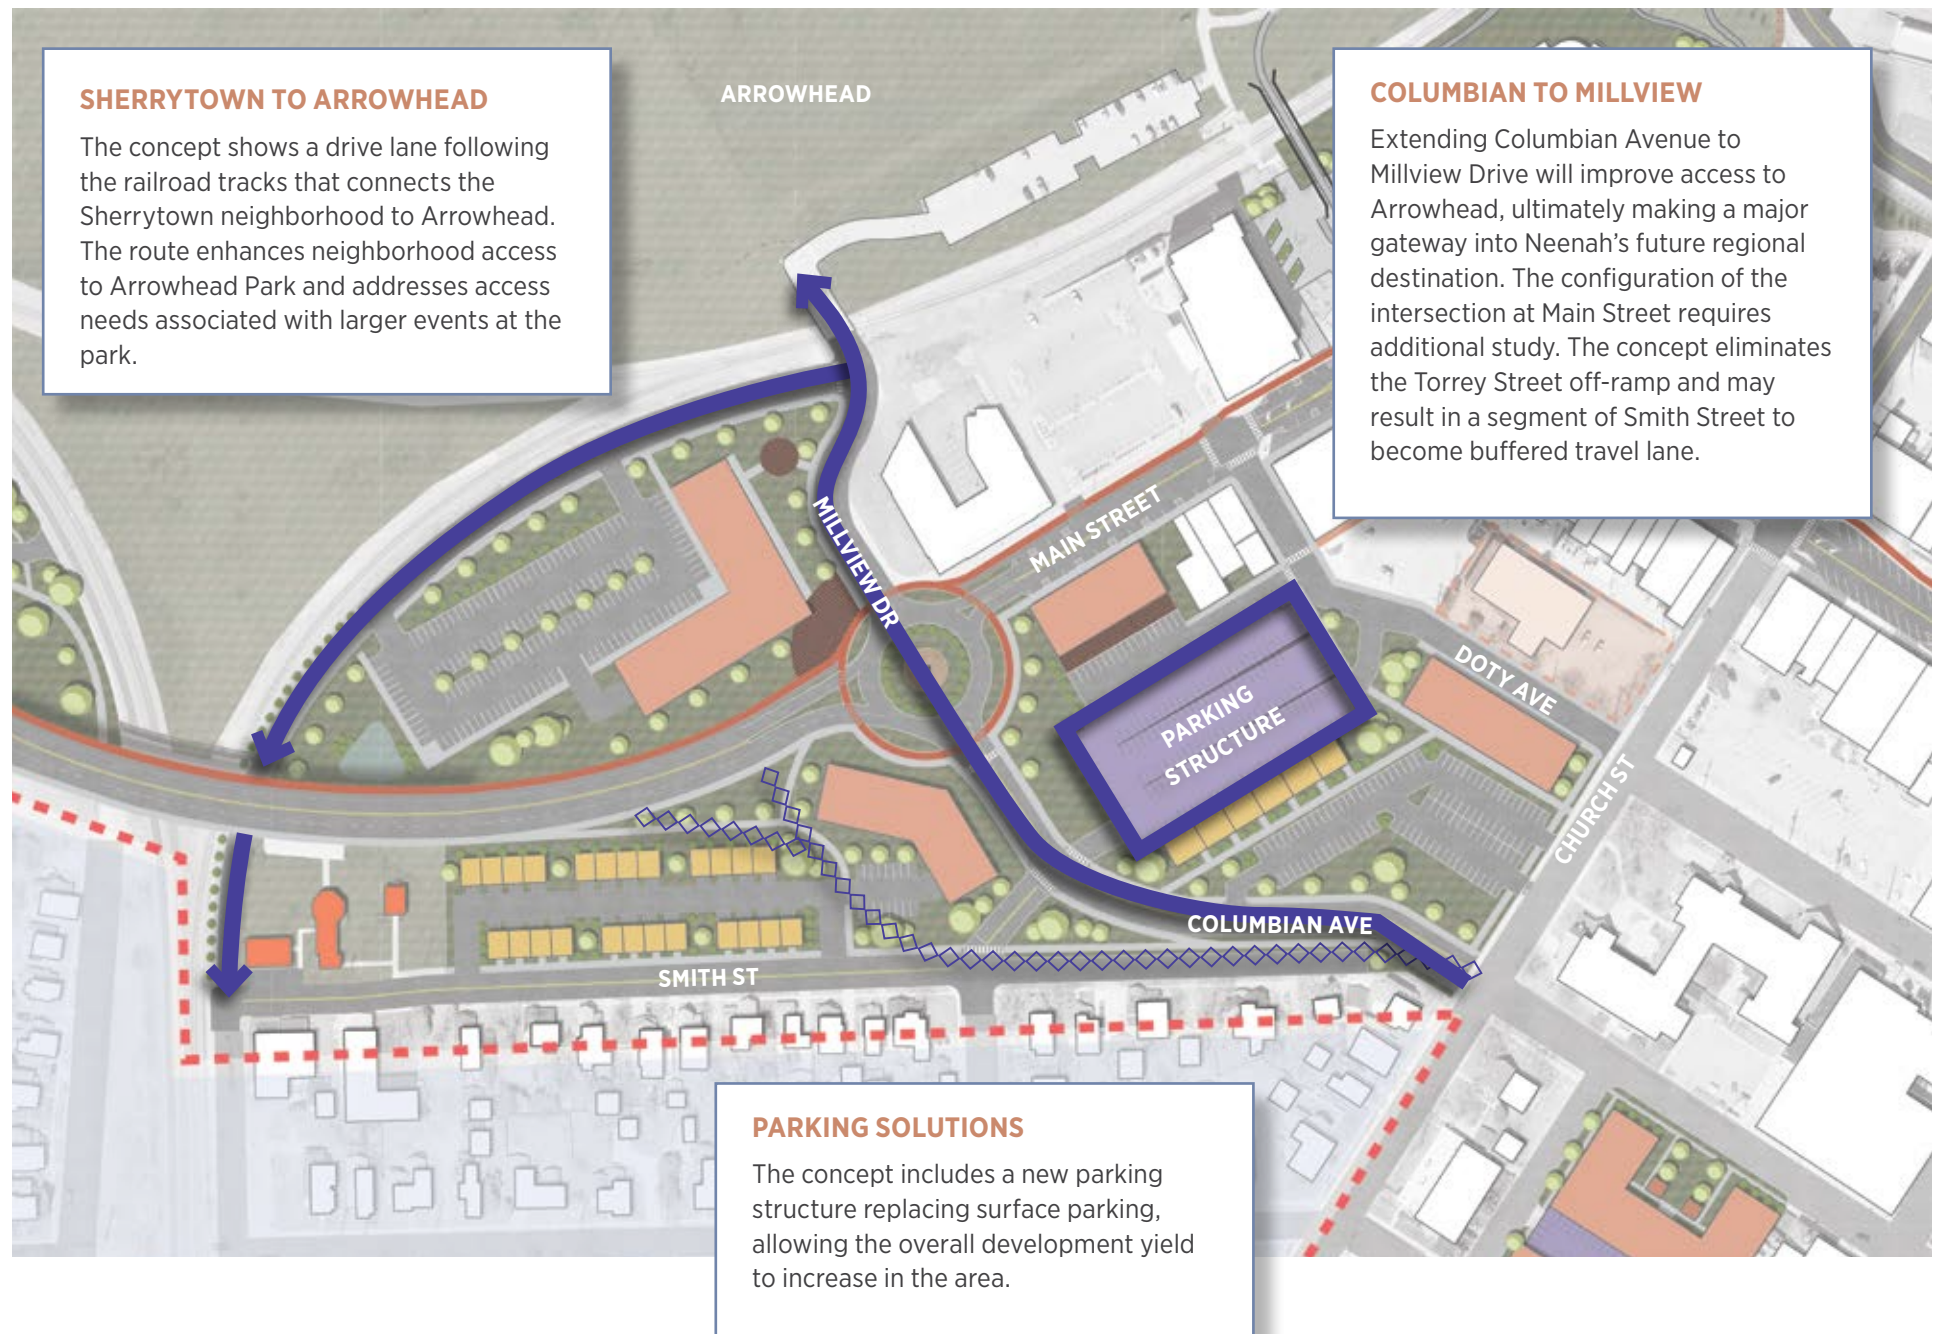 SHERRYTOWN TO ARROWHEAD
The concept shows a drive lane following
the railroad tracks that connects the
Sherrytown neighborhood to Arrowhead.
The route enhances neighborhood access
to Arrowhead Park and addresses access
needs associated with larger events at the
park.
ARROWHEAD
COLUMBIAN TO MILLVIEW
Extending Columbian Avenue to
Millview Drive will improve access to
Arrowhead, ultimately making a major
gateway into Neenah’s future regional
destination. The configuration of the
intersection at Main Street requires
additional study. The concept eliminates
the Torrey Street off-ramp and may
result in a segment of Smith Street to
become buffered travel lane.
MILLVIEW DR
MAIN STREET
PARKING
STRUCTURE
DOTY AVE
CHURCH ST
COLUMBIAN AVE
SMITH ST
PARKING SOLUTIONS
The concept includes a new parking
structure replacing surface parking,
allowing the overall development yield
to increase in the area.